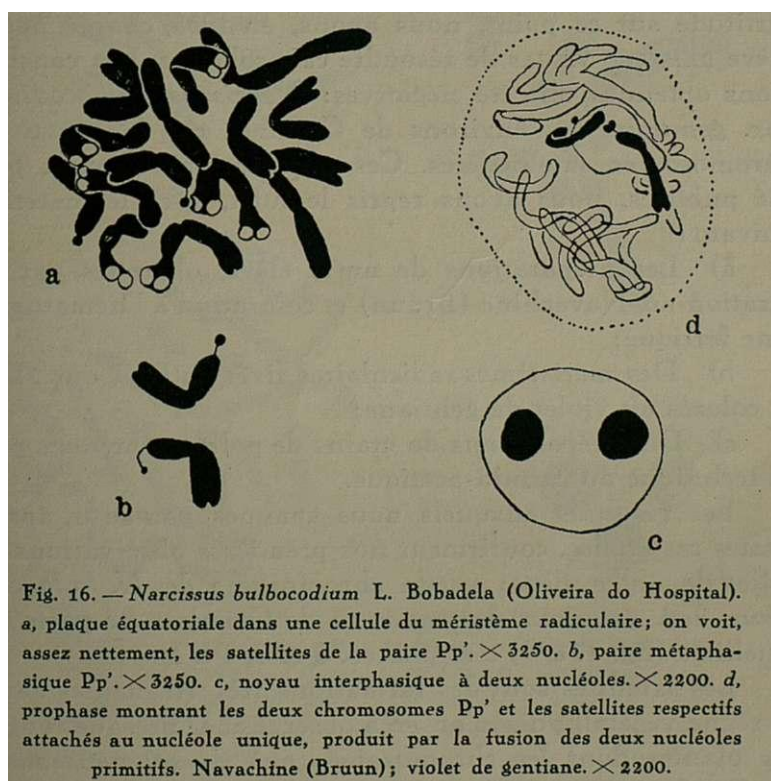 a
d
b
c
Fig. 16. — Narcissus bulbocodium L. Bobadela (Oliveira do Hospital).
a, plaque équatoriale dans une cellule du méristème radiculaire; on voit,
assez nettement, les satellites de la paire Pp'. × 3250. b, paire métapha-
sique Pp'. × 3250. c, noyau interphasique à deux nucléoles. × 2200. d,
prophase montrant les deux chromosomes Pp' et les satellites respectifs
attachés au nucléole unique, produit par la fusion des deux nucléoles
primitifs. Navachine (Bruun); violet de gentiane. × 2200.